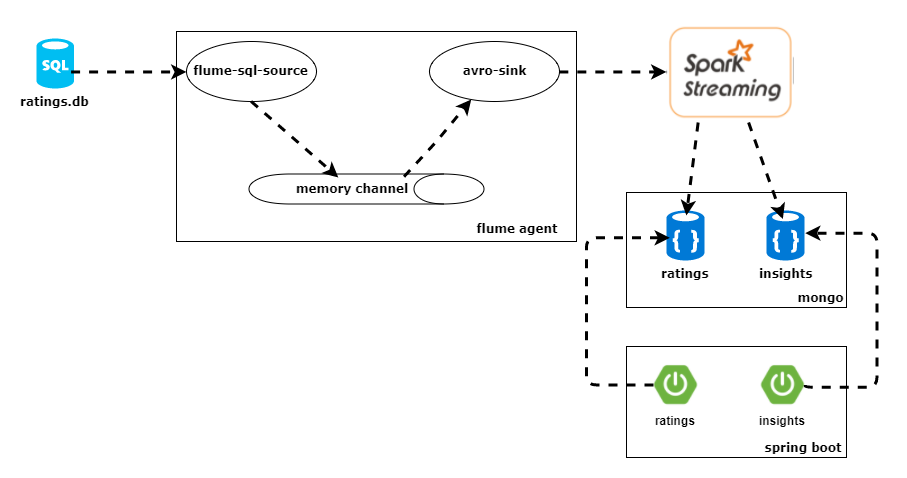 SQL
ratings.db
flume-sql-source
avro-sink
memory channel
flume agent
Spark
Streaming
{ }
{ }
ratings
insights
mongo
ratings
insights
spring boot